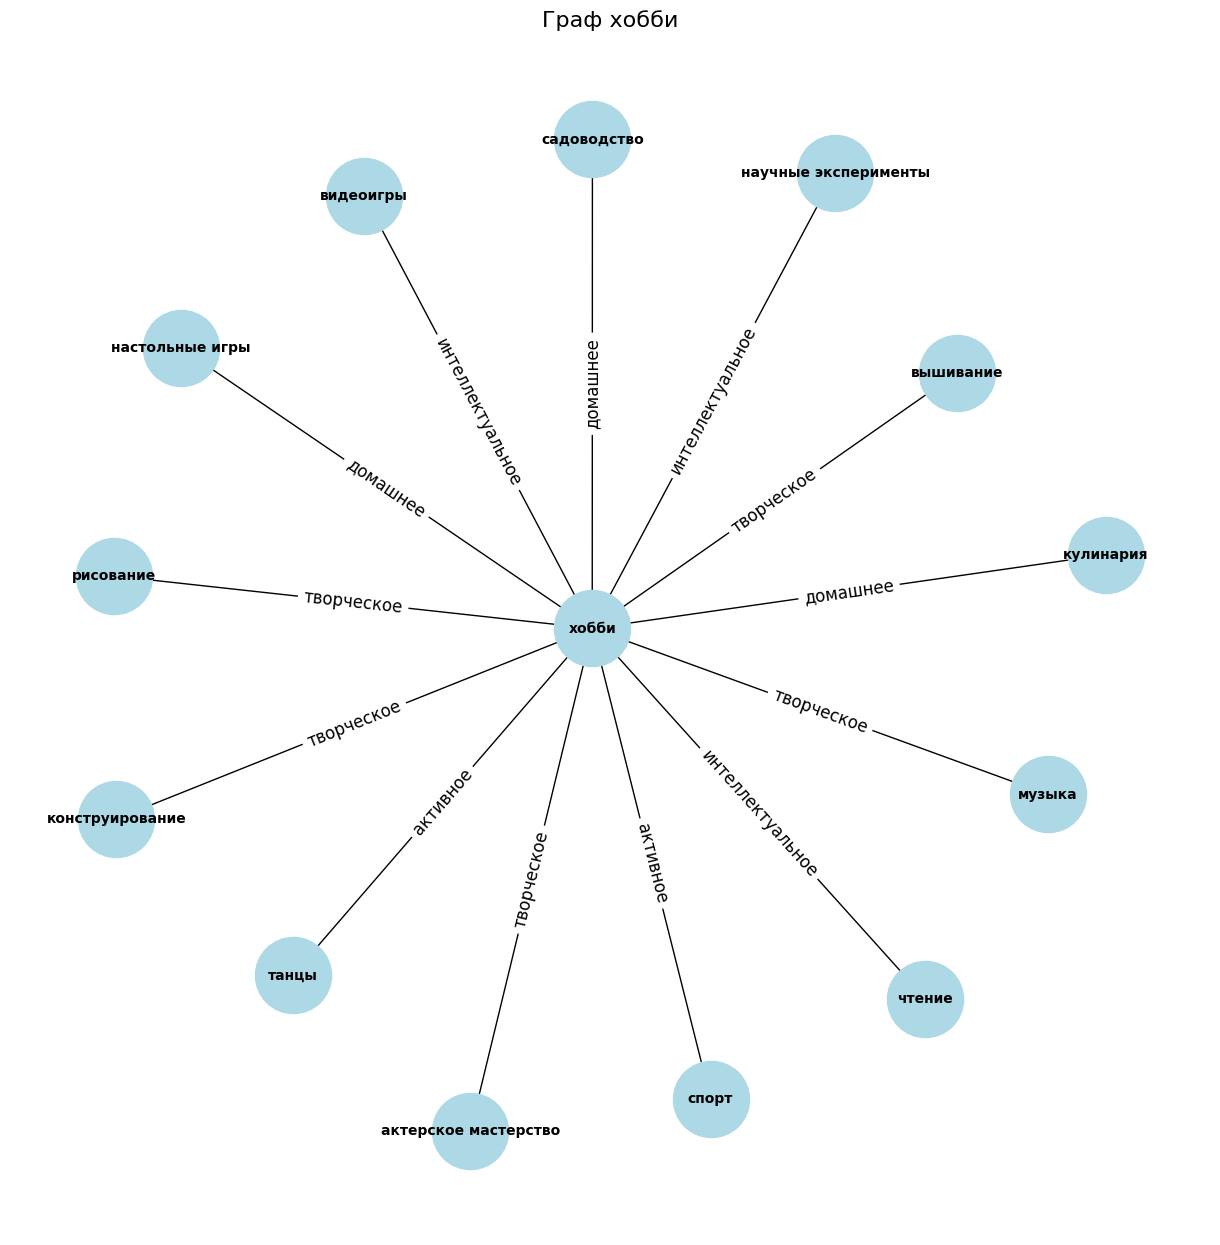 Граф хобби
садоводство
научные эксперименты
видеоигры
настольные игры
вышивание
интеллектуальное
домашнее
интеллектуальное
домашнее
творческое
кулинария
рисование
творческое
домашнее
хобби
творческое
творческое
активное
интеллектуальное
музыка
конструирование
творческое
активное
танцы
чтение
спорт
актерское мастерство